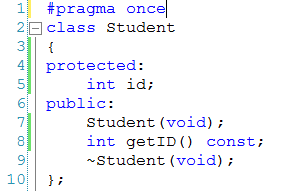 1 #pragma once
2 class Student
3 {
4 protected:
5     int id;
6 public:
7     Student(void);
8     int getID() const;
9     ~Student(void);
10 };